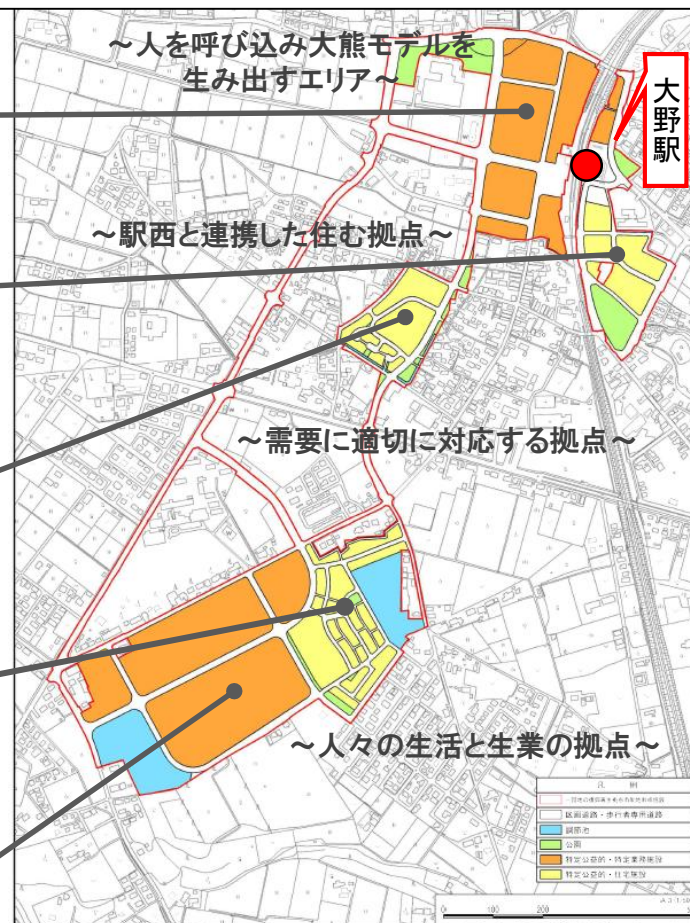 ～人を呼び込み大熊モデルを
生み出すエリア～
大野駅
～駅西と連携した住む拠点～
～需要に適切に対応する拠点～
～人々の生活と生業の拠点～
凡 例
区画道路・歩行者専用道路
調節池
公園
特定公益的・特定業務施設
特定公益的・住宅施設
0 100 200